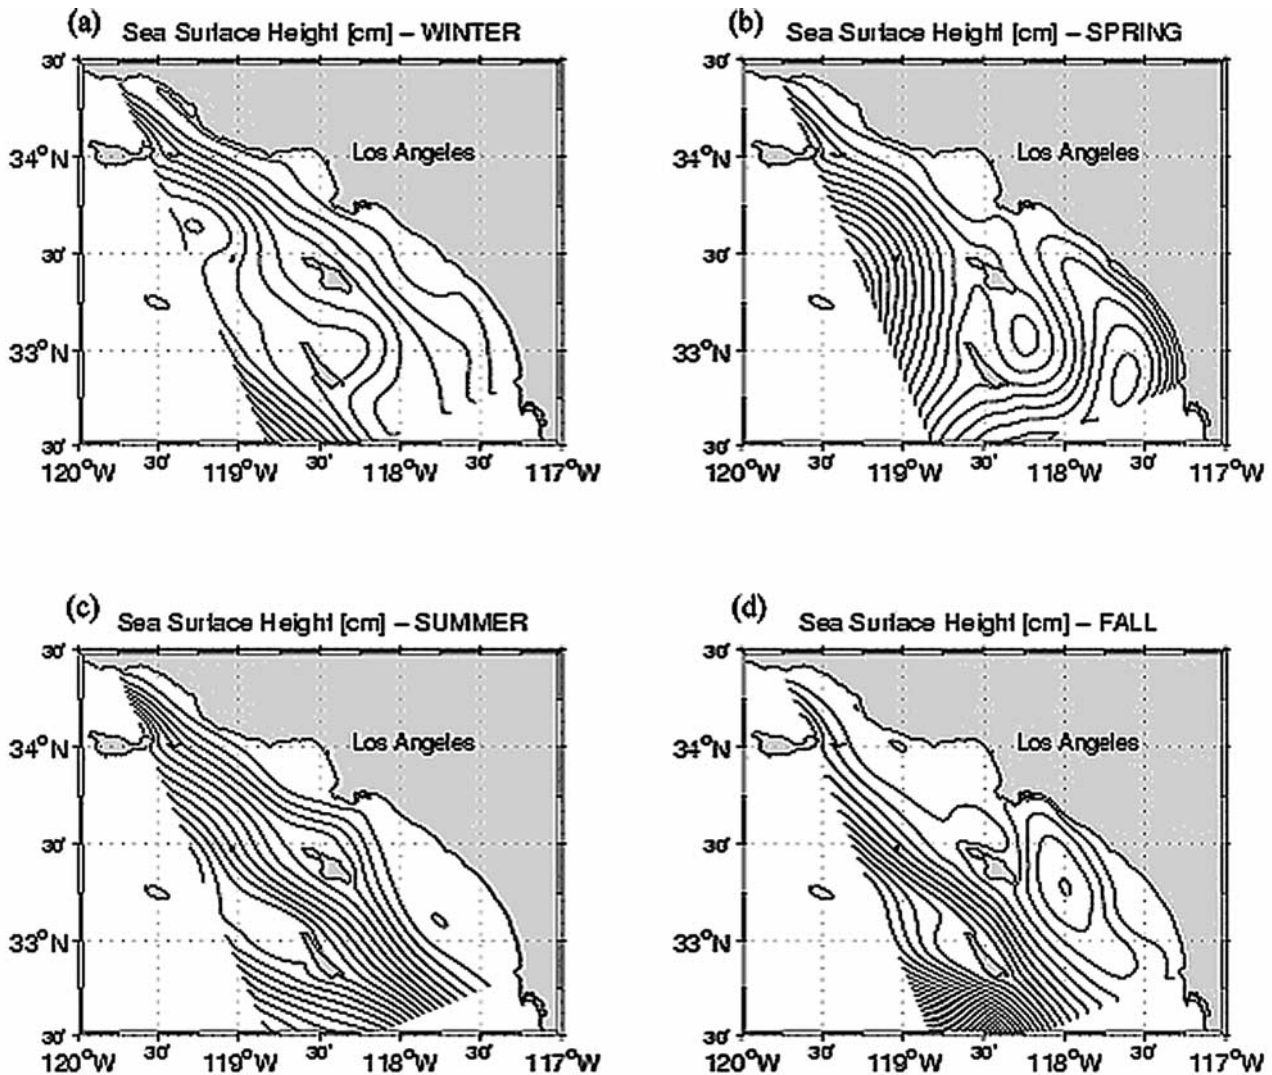 (a) Sea Surface Height [cm] – WINTER
30'
34°N
30'
33°N
30'
120°W 30' 119°W 30' 118°W 30' 117°W
Los Angeles
(b) Sea Surface Height [cm] – SPRING
30'
34°N
30'
33°N
30'
120°W 30' 119°W 30' 118°W 30' 117°W
Los Angeles
(c) Sea Surface Height [cm] – SUMMER
30'
34°N
30'
33°N
30'
120°W 30' 119°W 30' 118°W 30' 117°W
Los Angeles
(d) Sea Surface Height [cm] – FALL
30'
34°N
30'
33°N
30'
120°W 30' 119°W 30' 118°W 30' 117°W
Los Angeles